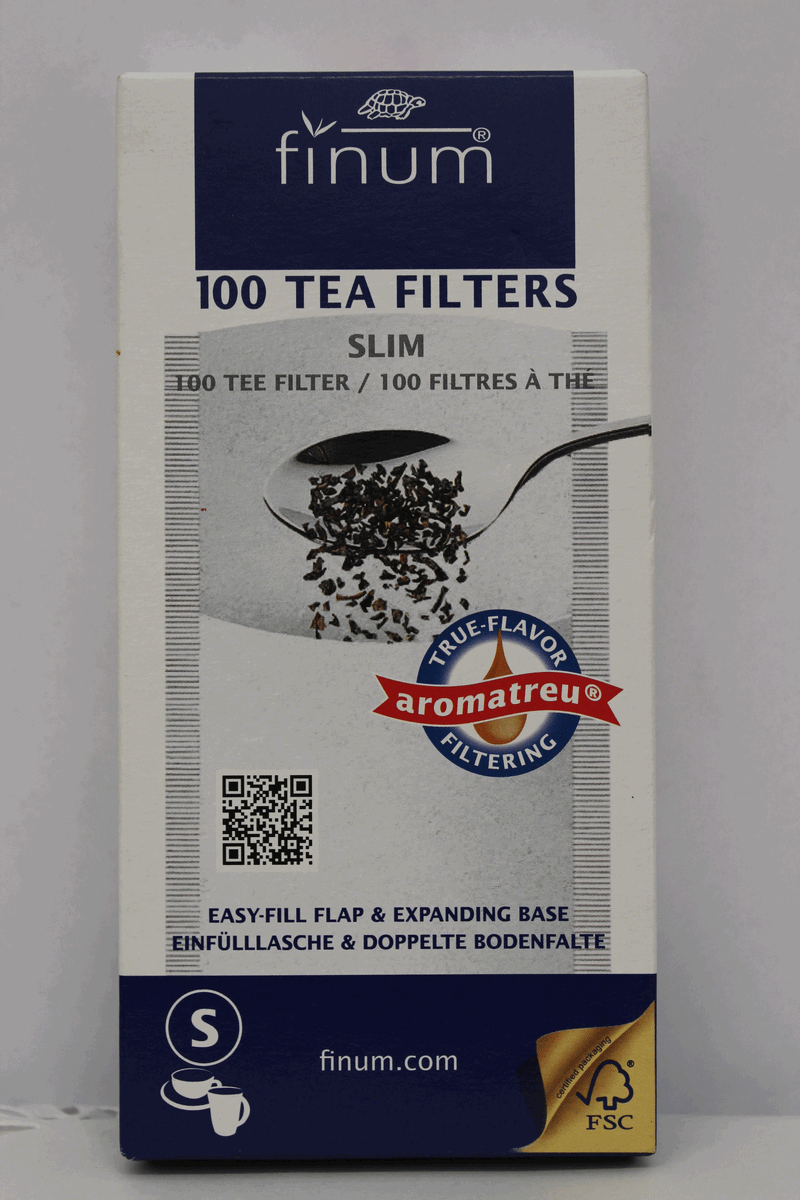 finum®
100 TEA FILTERS
SLIM
100 TEE FILTER / 100 FILTRES À THÉ
TRUE-FLAVOR
aromatreu®
FILTERING
EASY-FILL FLAP & EXPANDING BASE
EINFÜLLLASCHE & DOPPELTE BODENFALTE
S
finum.com
certified packaging
®
FSC